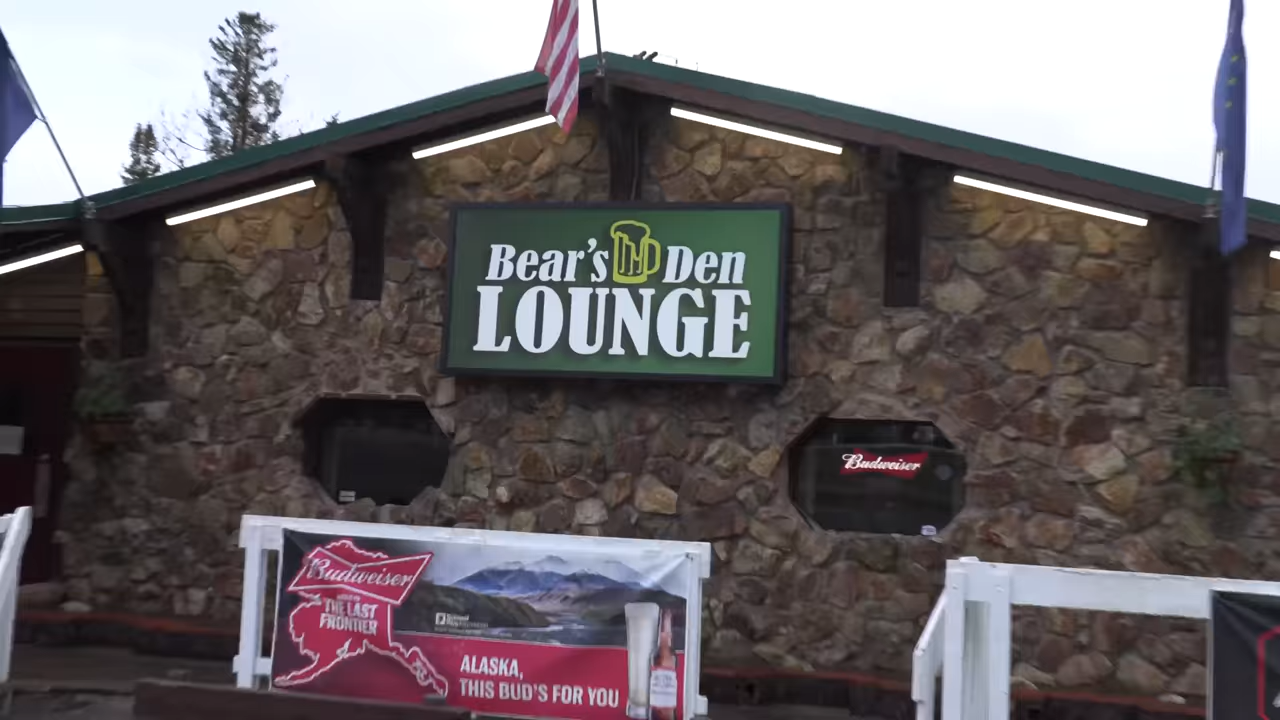 Bear's Den
LOUNGE
Budweiser
Budweiser
THE LAST
FRONTIER
ALASKA,
THIS BUD'S FOR YOU